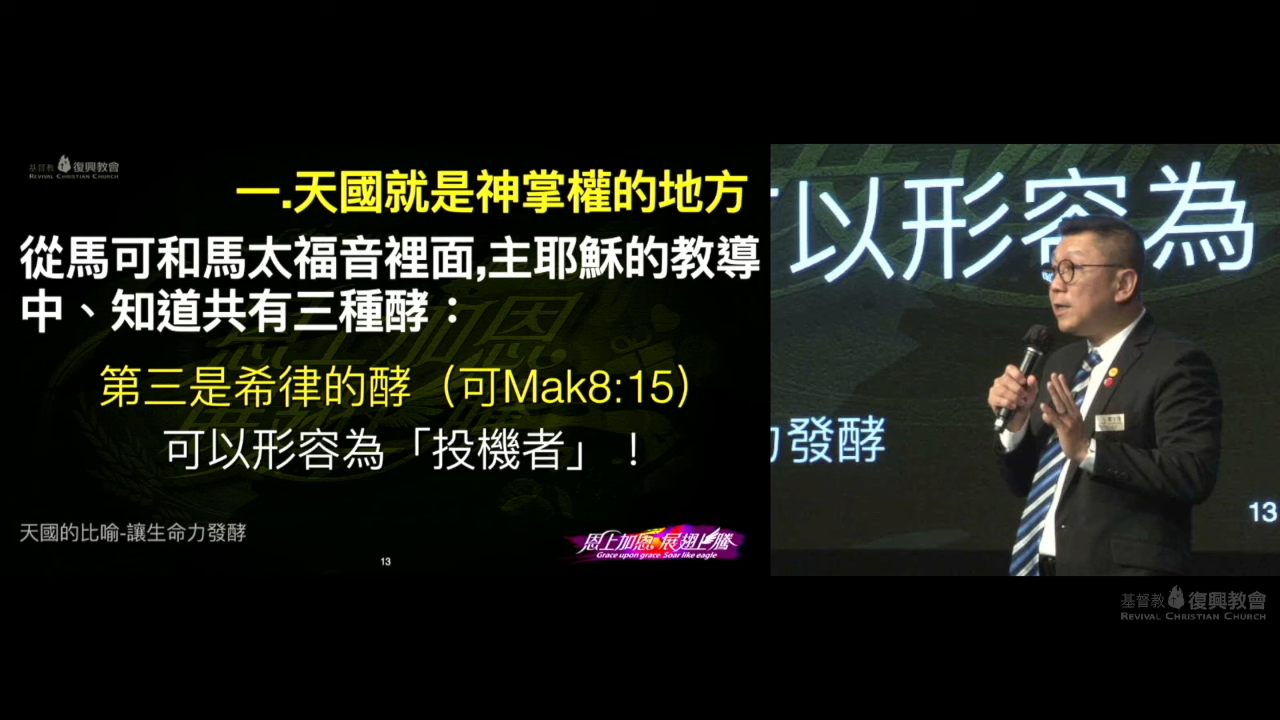 基督教 復興教會
REVIVAL CHRISTIAN CHURCH
一.天國就是神掌權的地方
從馬可和馬太福音裡面,主耶穌的教導
中、知道共有三種酵：
第三是希律的酵（可Mak8:15）
可以形容為「投機者」！
天國的比喻-讓生命力發酵
13
恩上加恩 展翅上騰
Grace upon grace Soar like eagle
以形容為
發酵
13
基督教 復興教會
REVIVAL CHRISTIAN CHURCH